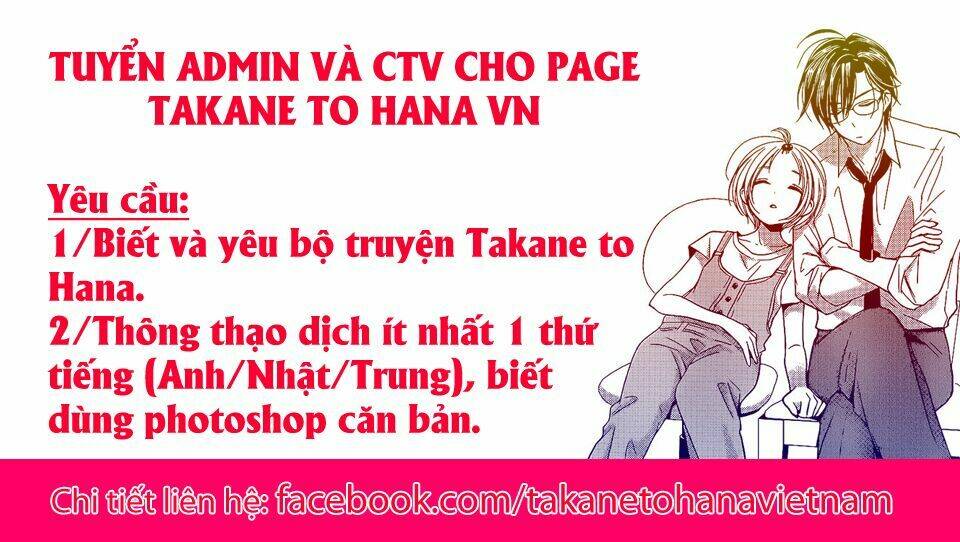 TUYỂN ADMIN VÀ CTV CHO PAGE
TAKANE TO HANA VN
Yêu cầu:
1/Biết và yêu bộ truyện Takane to
Hana.
2/Thông thạo dịch ít nhất 1 thứ
tiếng (Anh/Nhật/Trung), biết
dùng photoshop căn bản.
Chi tiết liên hệ: facebook.com/takanetohanavietnam